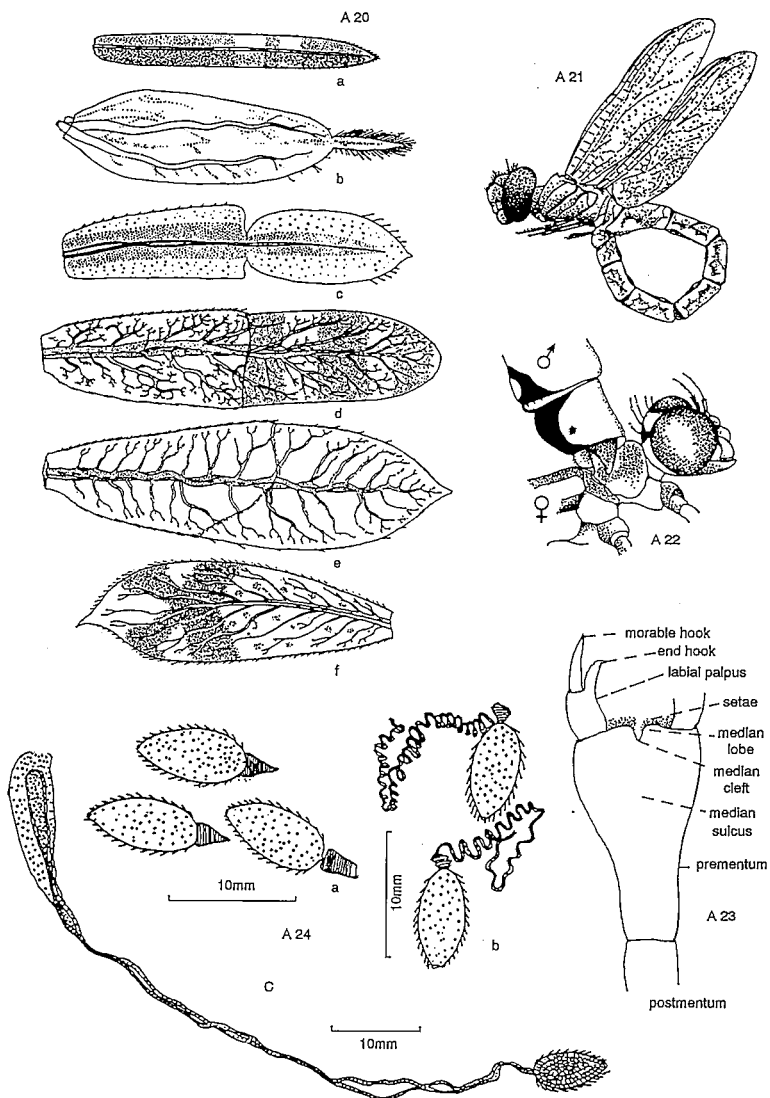 A 20
a
b
c
d
e
f
A 21
♂
♀
A 22
morable hook
end hook
labial palpus
setae
median
lobe
median
cleft
median
sulcus
prementum
A 23
postmentum
10mm
a
A 24
10mm
b
C
10mm